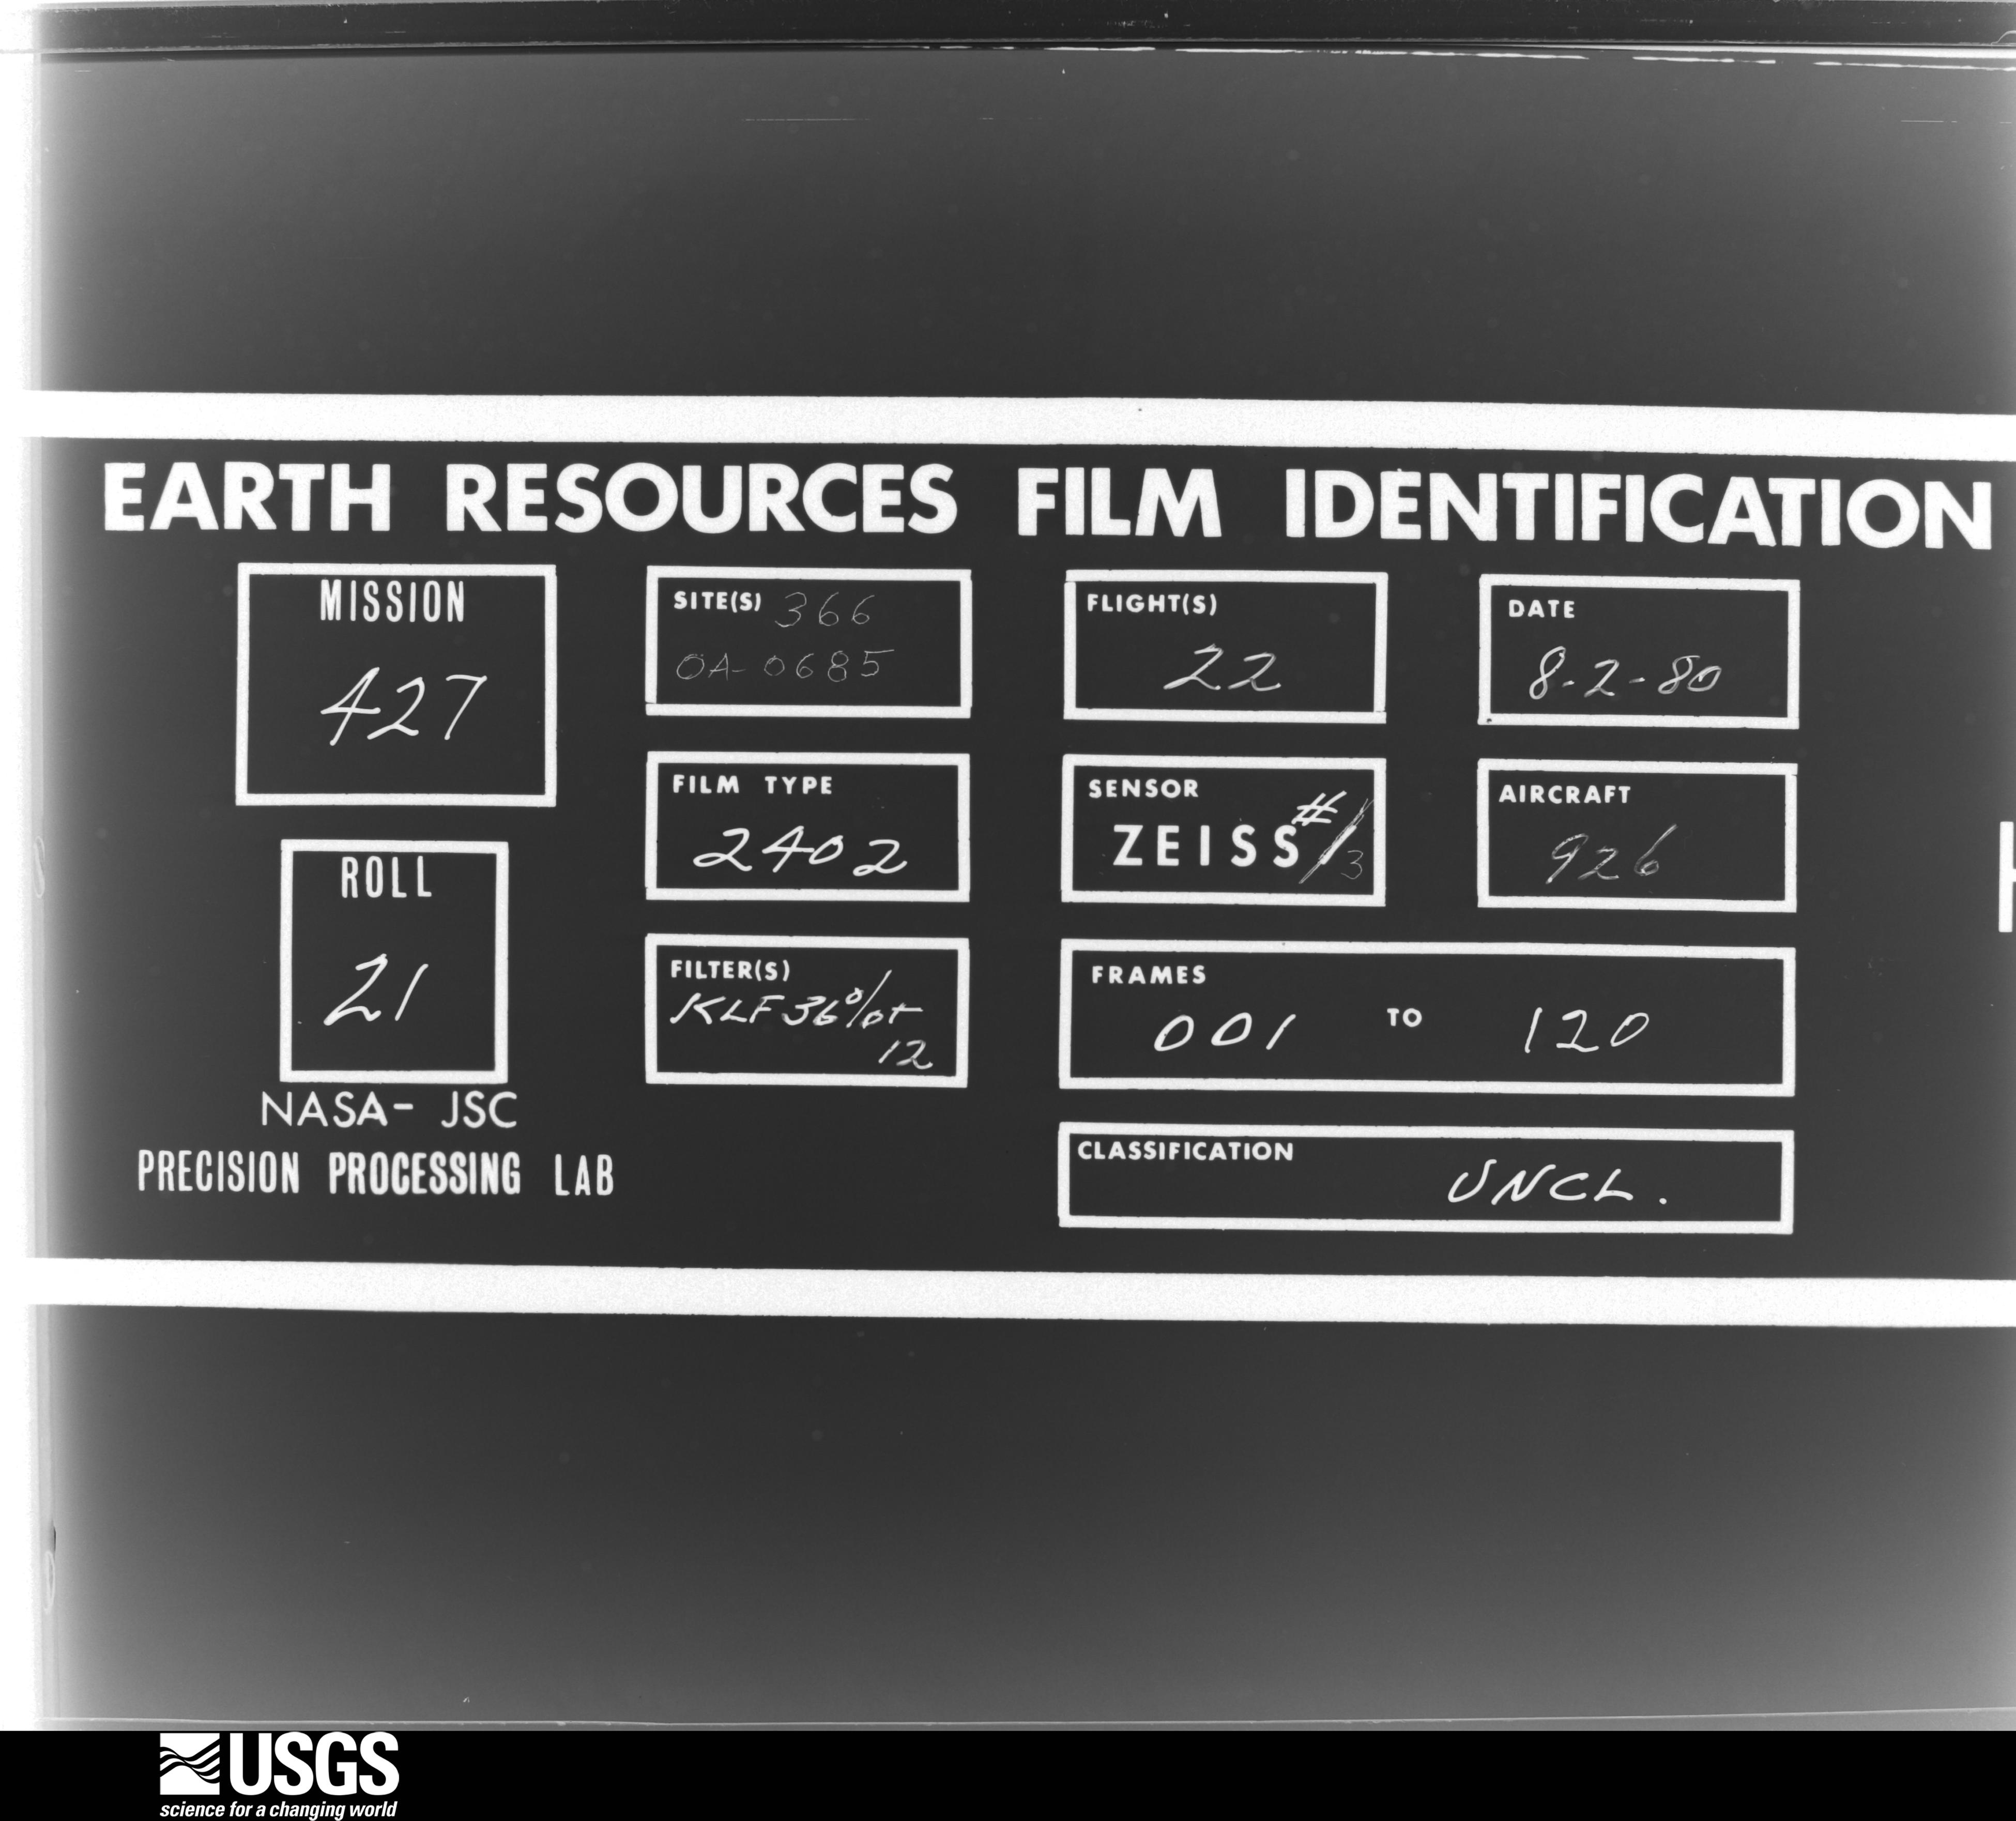 EARTH RESOURCES FILM IDENTIFICATION
MISSION
427
SITE(S) 366
OA-0685
FLIGHT(S)
22
DATE
8-2-80
FILM TYPE
2402
SENSOR
ZEISS # 3
AIRCRAFT
926
ROLL
21
FILTER(S)
KLF 36% +
12
FRAMES
001 TO 120
NASA- JSC
PRECISION PROCESSING LAB
CLASSIFICATION
UNCL.
USGS
science for a changing world